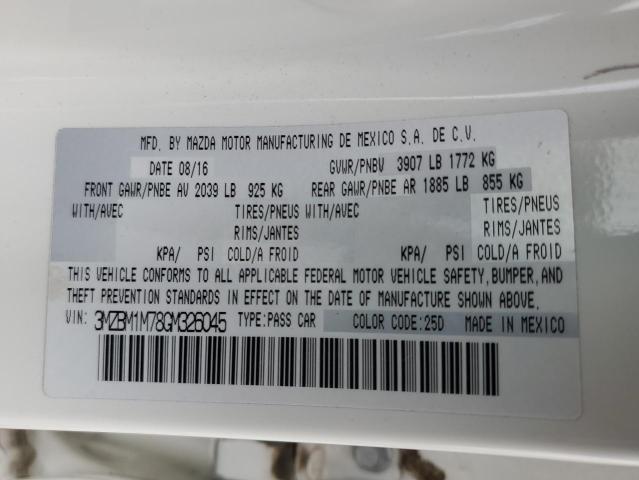 MFD. BY MAZDA MOTOR MANUFACTURING DE MEXICO S.A. DE C.V.
DATE 08/16 GVWR/PNBV 3907 LB 1772 KG
FRONT GAWR/PNBE AV 2039 LB 925 KG REAR GAWR/PNBE AR 1885 LB 855 KG
WITH/AVEC TIRES/PNEUS WITH/AVEC TIRES/PNEUS
RIMS/JANTES RIMS/JANTES
KPA/ PSI COLD/A FROID KPA/ PSI COLD/A FROID
THIS VEHICLE CONFORMS TO ALL APPLICABLE FEDERAL MOTOR VEHICLE SAFETY,BUMPER,AND
THEFT PREVENTION STANDARDS IN EFFECT ON THE DATE OF MANUFACTURE SHOWN ABOVE.
VIN: 3MZBM1M78GM326045 TYPE:PASS CAR COLOR CODE:25D MADE IN MEXICO